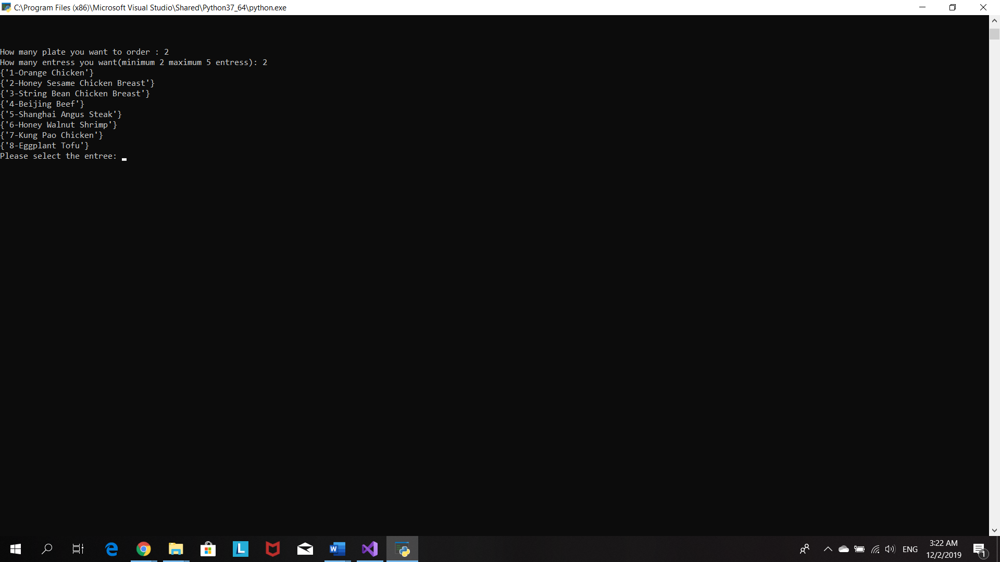 C:\Program Files (x86)\Microsoft Visual Studio\Shared\Python37_64\python.exe
How many plate you want to order : 2
How many entress you want(minimum 2 maximum 5 entress): 2
{'1-Orange Chicken'}
{'2-Honey Sesame Chicken Breast'}
{'3-String Bean Chicken Breast'}
{'4-Beijing Beef'}
{'5-Shanghai Angus Steak'}
{'6-Honey Walnut Shrimp'}
{'7-Kung Pao Chicken'}
{'8-Eggplant Tofu'}
Please select the entree:
L
W
ENG
3:22 AM
12/2/2019
1